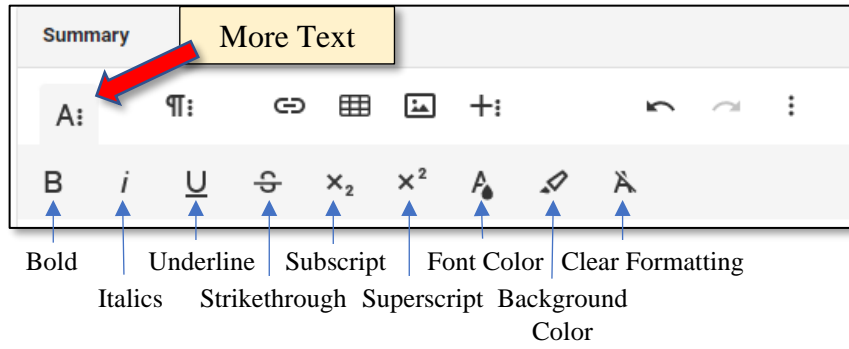 Summary
More Text
A
B i U S x₂ x² A A
Bold Underline Subscript Font Color Clear Formatting
Italics Strikethrough Superscript Background
Color